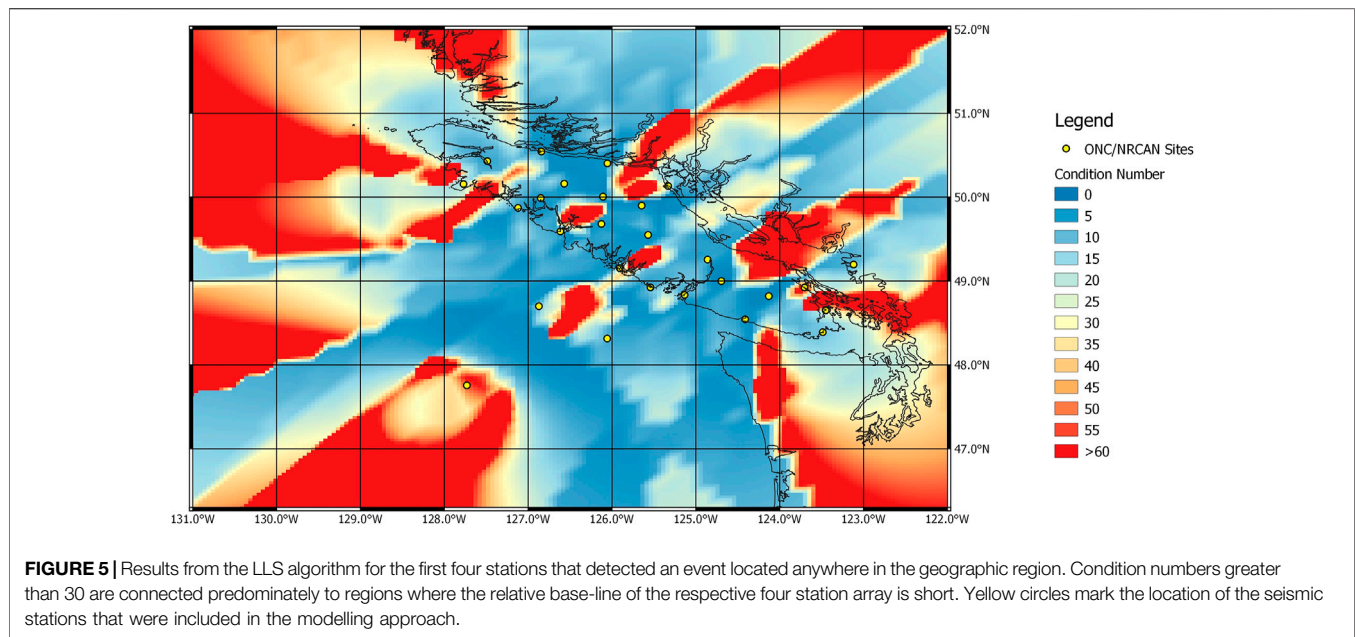 52.0°N
51.0°N
50.0°N
49.0°N
48.0°N
47.0°N
131.0°W 130.0°W 129.0°W 128.0°W 127.0°W 126.0°W 125.0°W 124.0°W 123.0°W 122.0°W
Legend
ONC/NRCAN Sites
Condition Number
0
5
10
15
20
25
30
35
40
45
50
55
>60
FIGURE 5 | Results from the LLS algorithm for the first four stations that detected an event located anywhere in the geographic region. Condition numbers greater
than 30 are connected predominately to regions where the relative base-line of the respective four station array is short. Yellow circles mark the location of the seismic
stations that were included in the modelling approach.